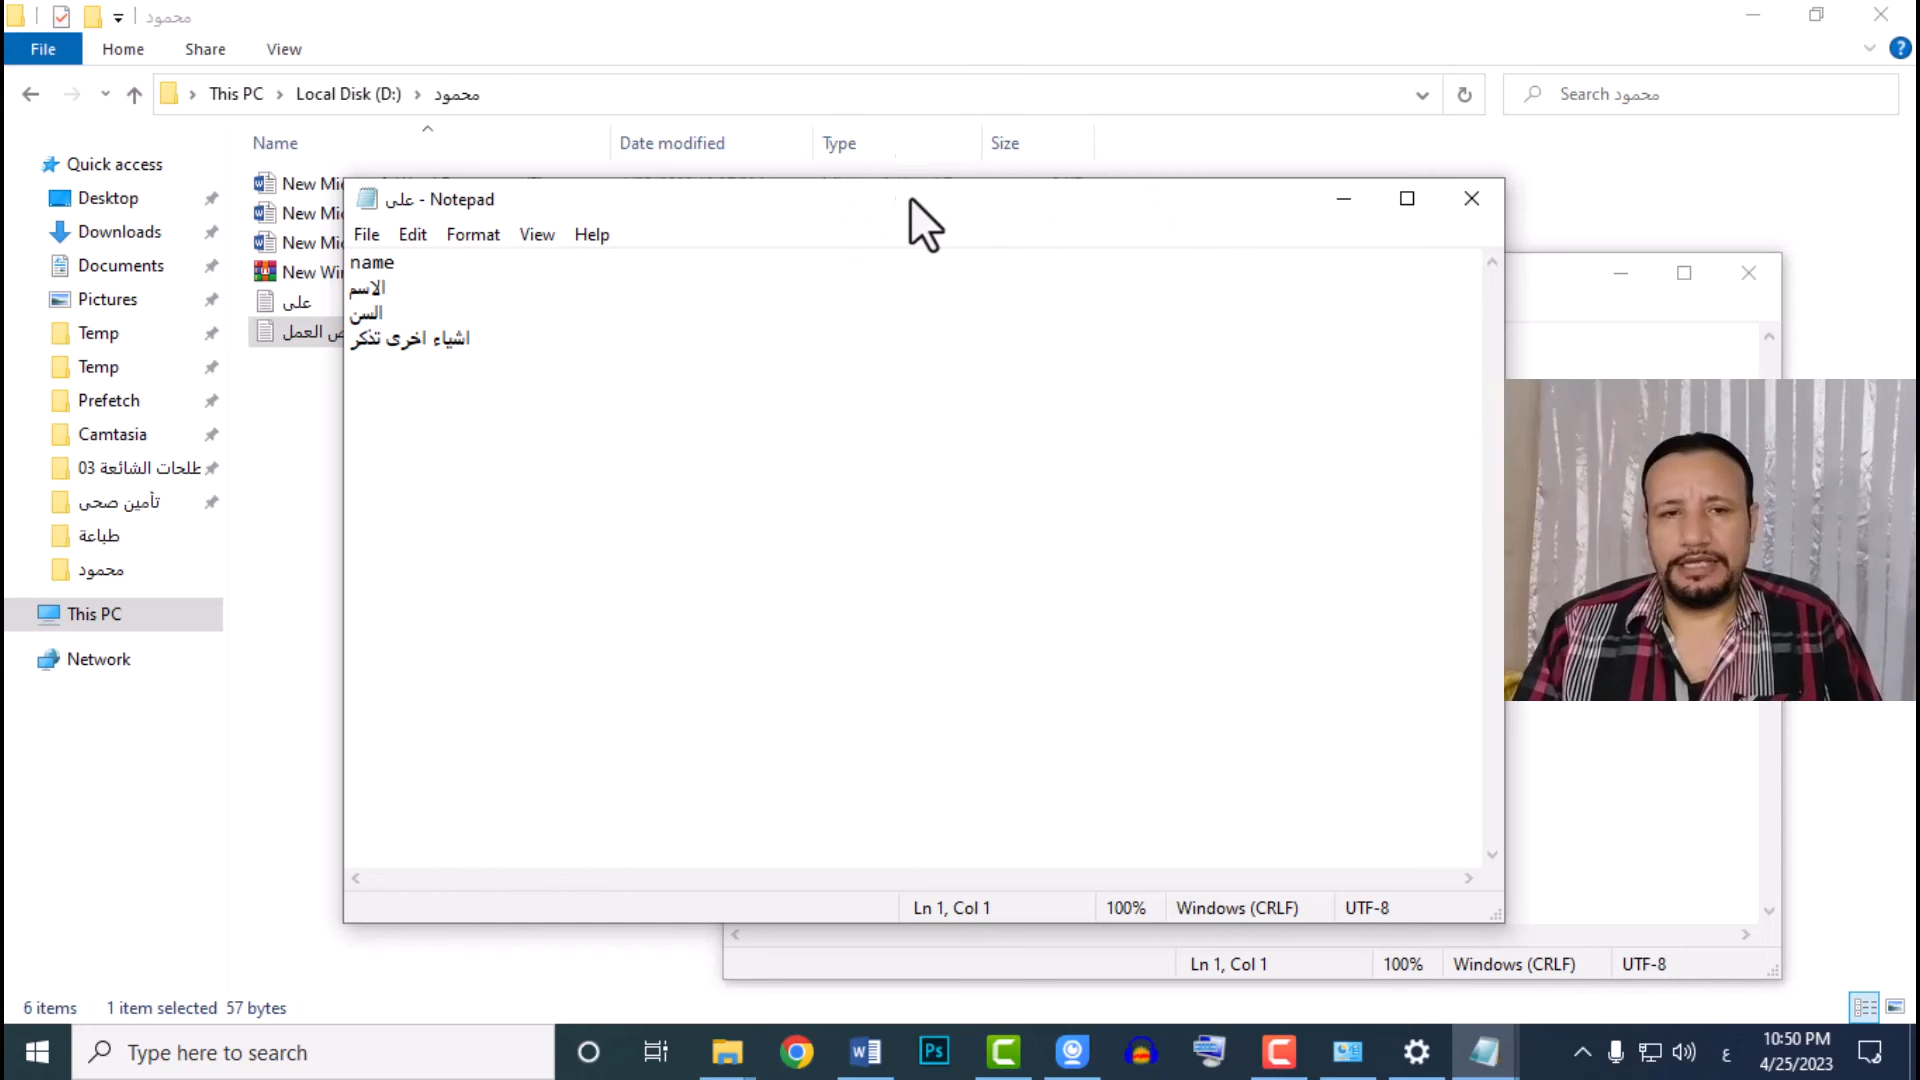 محمود
File Home Share View
This PC > Local Disk (D:) > محمود
Search محمود
Name Date modified Type Size
Quick access
Desktop
Downloads
Documents
Pictures
Temp
Temp
Prefetch
Camtasia
طلحات الشائعة 03
تأمين صحى
طباعة
محمود
This PC
Network
New Mi
New Mi
New Mi
New Wi
على
ض العمل
على - Notepad
File Edit Format View Help
name
الاسم
السن
اشياء اخرى تذكر
Ln 1, Col 1 100% Windows (CRLF) UTF-8
Ln 1, Col 1 100% Windows (CRLF) UTF-8
6 items 1 item selected 57 bytes
Type here to search
Ps
ع
10:50 PM
4/25/2023